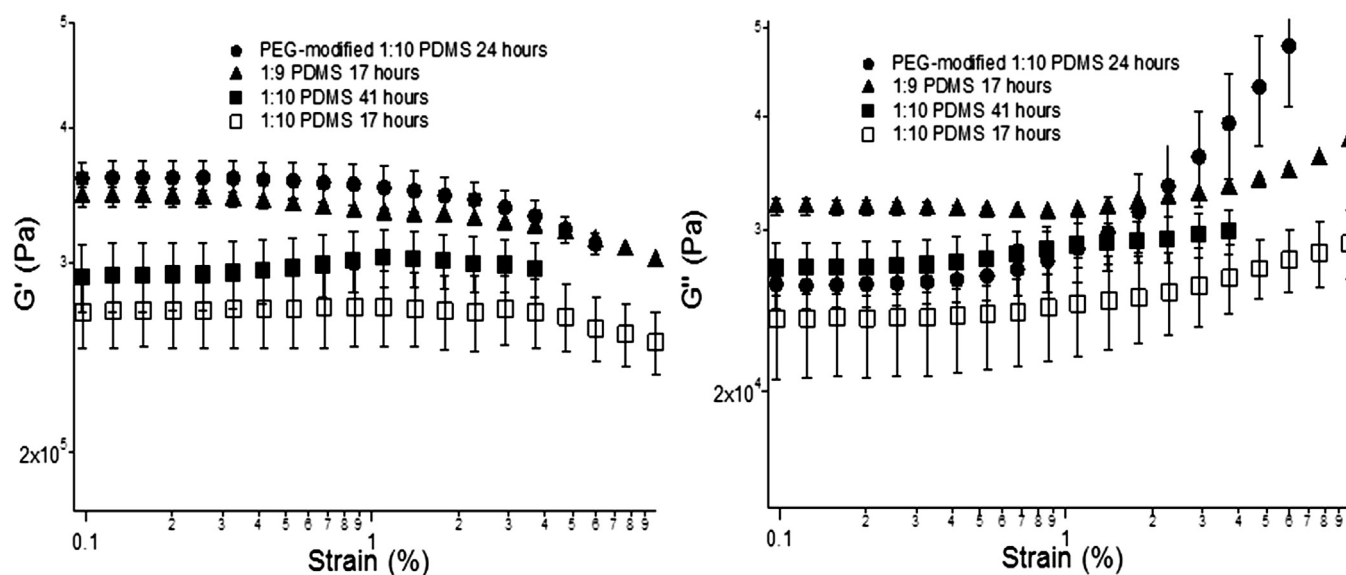 5
PEG-modified 1:10 PDMS 24 hours
1:9 PDMS 17 hours
1:10 PDMS 41 hours
1:10 PDMS 17 hours
4
3
2x10⁵
G' (Pa)
0.1 2 3 4 5 6 7 8 9 1 2 3 4 5 6 7 8 9
Strain (%)
5
PEG-modified 1:10 PDMS 24 hours
1:9 PDMS 17 hours
1:10 PDMS 41 hours
1:10 PDMS 17 hours
4
3
2x10⁴
G'' (Pa)
0.1 2 3 4 5 6 7 8 9 1 2 3 4 5 6 7 8 9
Strain (%)